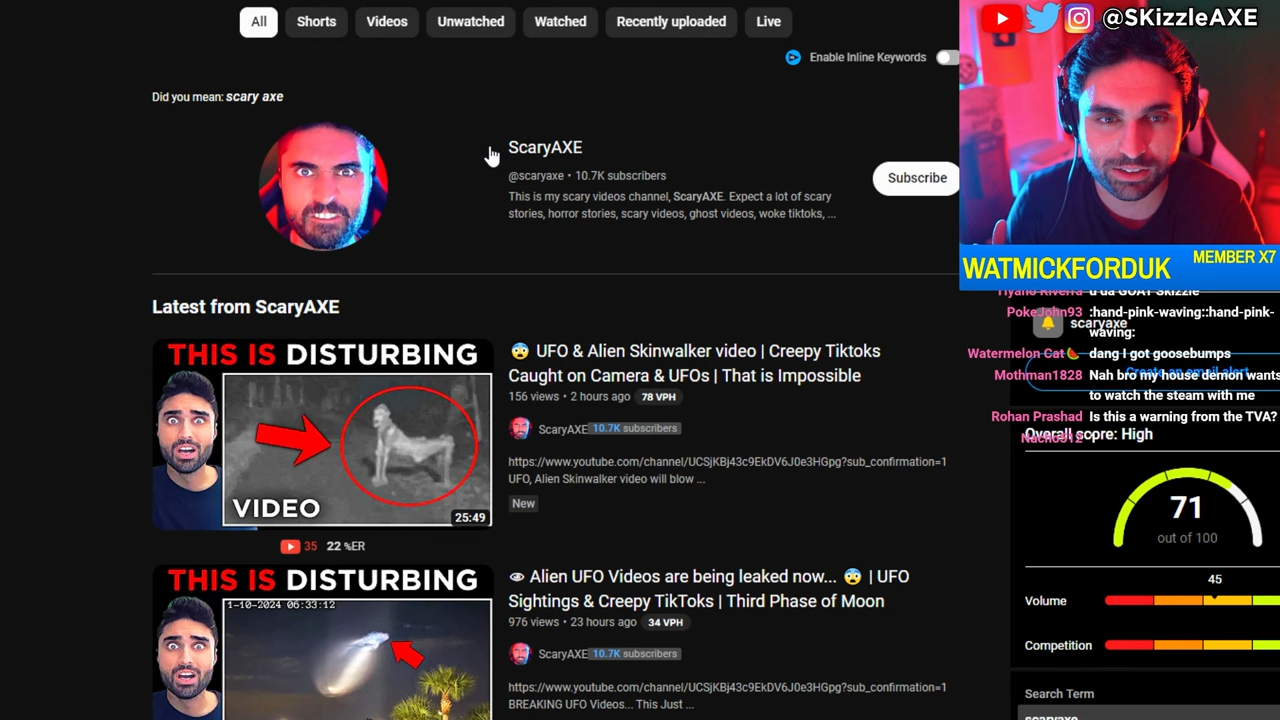 All
Shorts
Videos
Unwatched
Watched
Recently uploaded
Live
@SKizzleAXE
Enable Inline Keywords
Did you mean: scary axe
ScaryAXE
@scaryaxe • 10.7K subscribers
This is my scary videos channel, ScaryAXE. Expect a lot of scary
stories, horror stories, scary videos, ghost videos, woke tiktoks, ...
Subscribe
WATMICKFORDUK
MEMBER X7
u da GOAT Skizzle
PokeJohn93 :hand-pink-waving::hand-pink-
waving:
scaryaxe
Watermelon Cat🍉 dang I got goosebumps
Create an email alert
Mothman1828 Nah bro my house demon wants
to watch the steam with me
Rohan Prashad Is this a warning from the TVA?
Latest from ScaryAXE
THIS IS DISTURBING
VIDEO
25:49
😨 UFO & Alien Skinwalker video | Creepy Tiktoks
Caught on Camera & UFOs | That is Impossible
156 views • 2 hours ago 78 VPH
ScaryAXE 10.7K subscribers
https://www.youtube.com/channel/UCSjKBj43c9EkDV6J0e3HGpg?sub_confirmation=1
UFO, Alien Skinwalker video will blow ...
New
35 22 %ER
THIS IS DISTURBING
1-10-2024 06:33:12
👁 Alien UFO Videos are being leaked now... 😨 | UFO
Sightings & Creepy TikToks | Third Phase of Moon
976 views • 23 hours ago 34 VPH
ScaryAXE 10.7K subscribers
https://www.youtube.com/channel/UCSjKBj43c9EkDV6J0e3HGpg?sub_confirmation=1
BREAKING UFO Videos... This Just ...
Overall score: High
71
out of 100
45
Volume
Competition
Search Term
scaryaxe